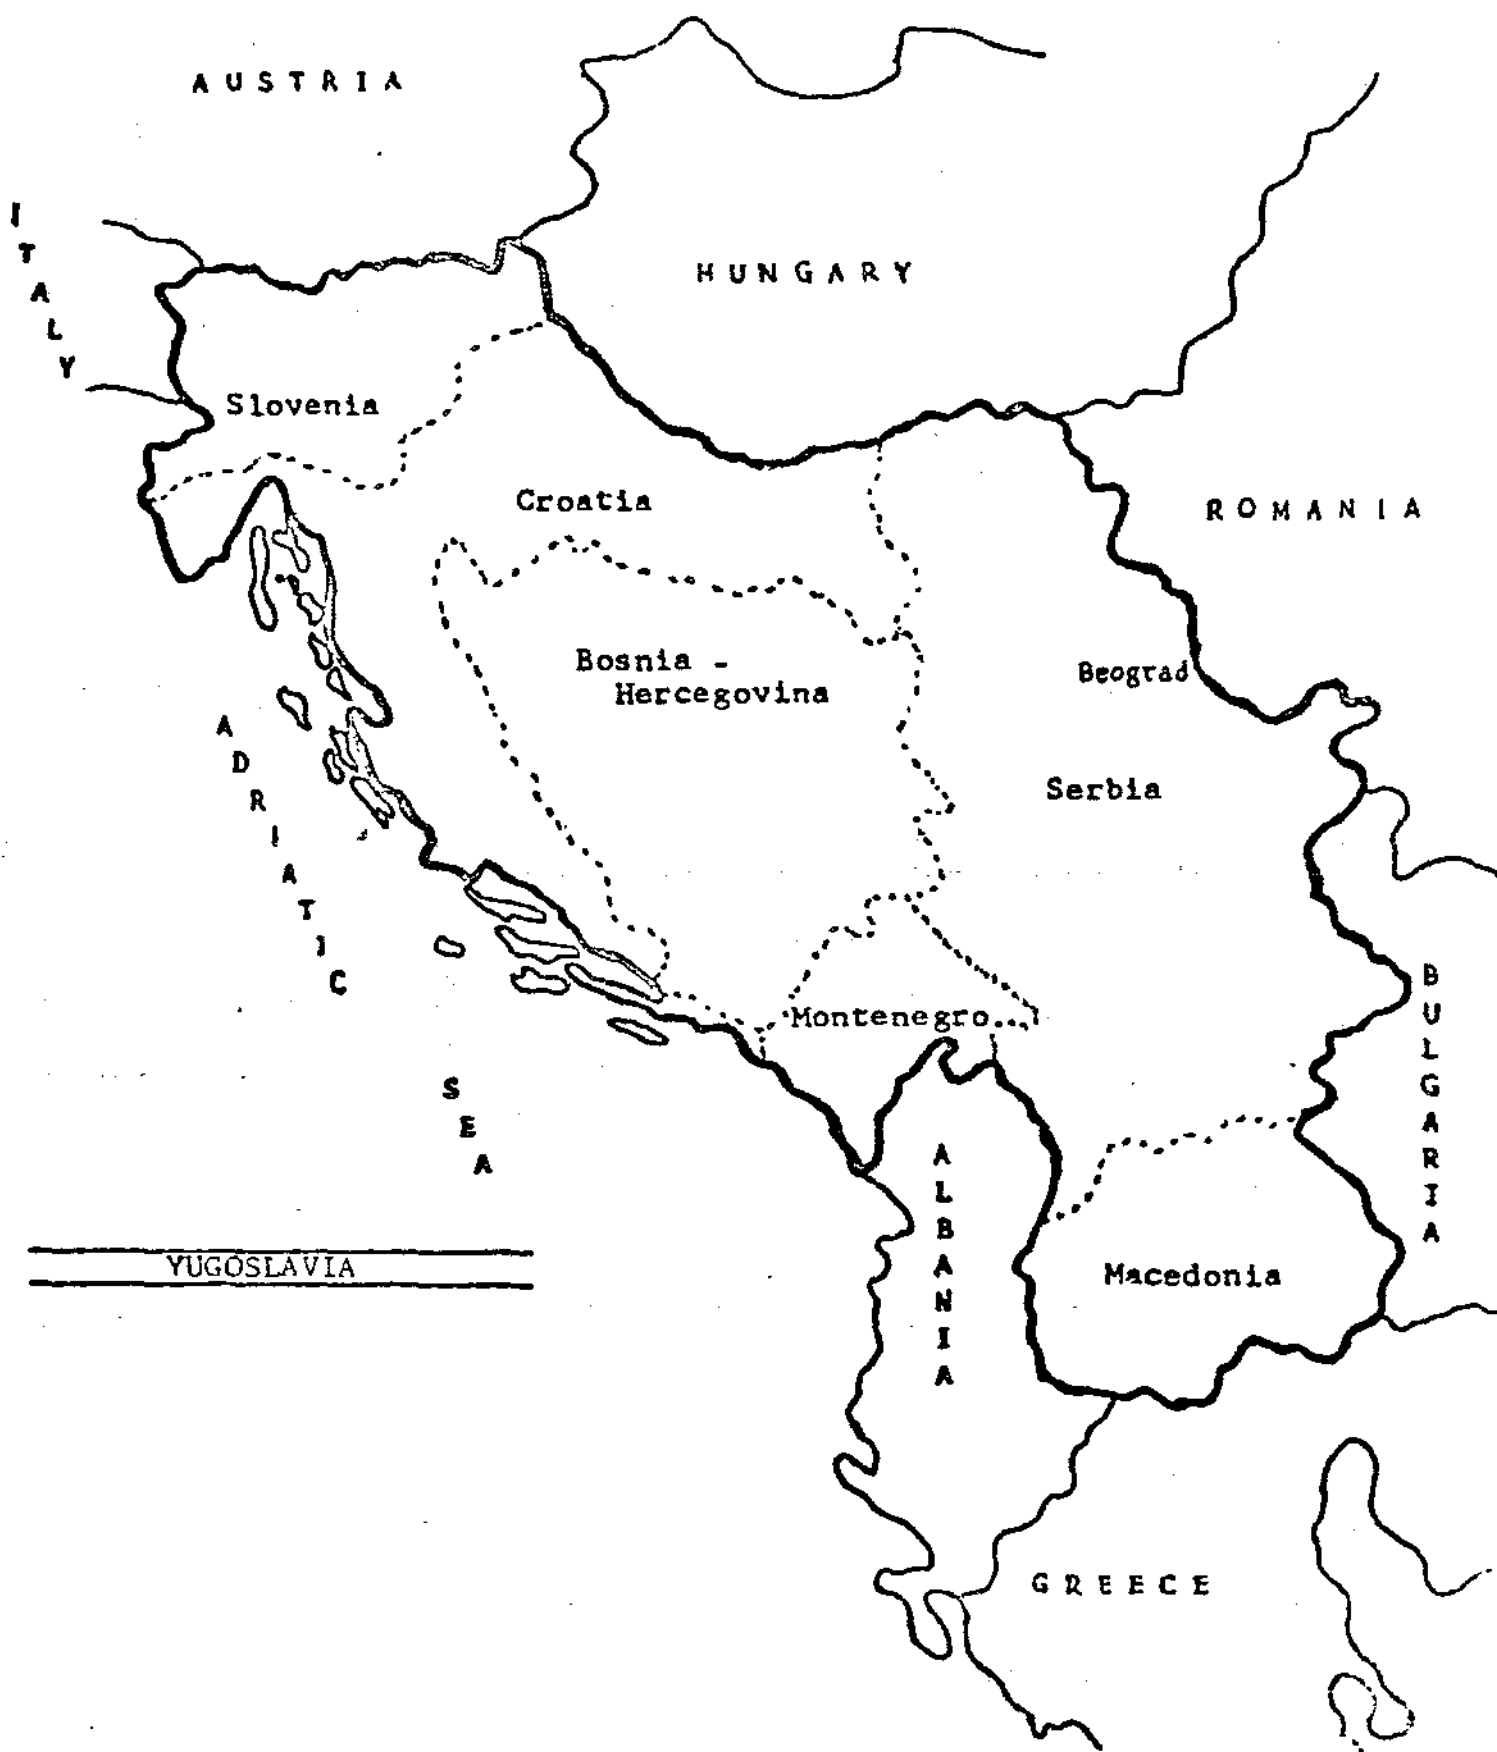 AUSTRIA
ITALY
HUNGARY
Slovenia
Croatia
ROMANIA
Bosnia -
Hercegovina
Beograd
ADRIATIC
SEA
Serbia
BULGARIA
Montenegro
ALBANIA
YUGOSLAVIA
Macedonia
GREECE